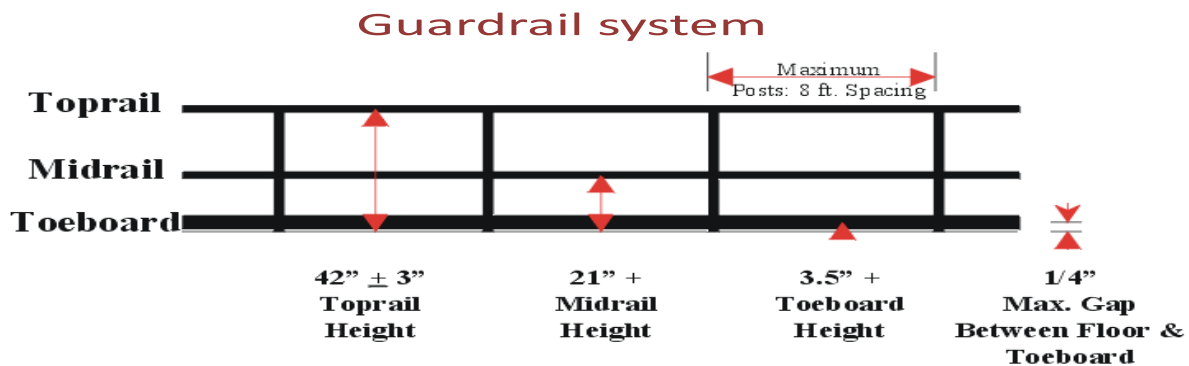 Guardrail system
Maximum
Posts: 8 ft. Spacing
Toprail
Midrail
Toeboard
42” ± 3”
Toprail
Height
21” +
Midrail
Height
3.5” +
Toeboard
Height
1/4”
Max. Gap
Between Floor &
Toeboard